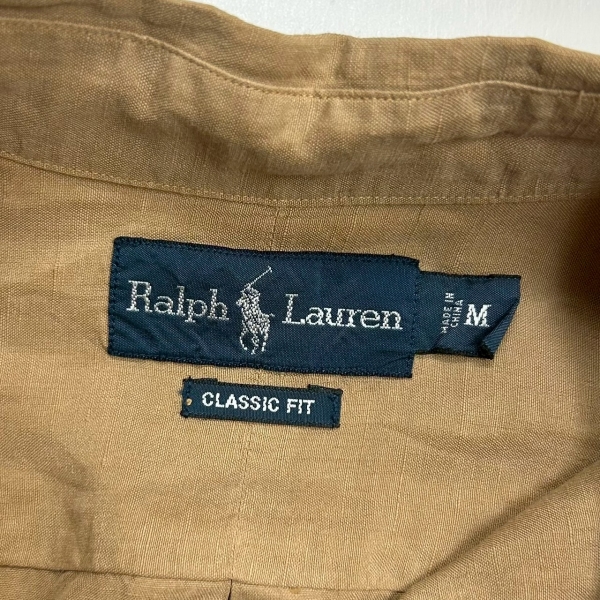 Ralph Lauren
MADE IN
CHINA
M
CLASSIC FIT